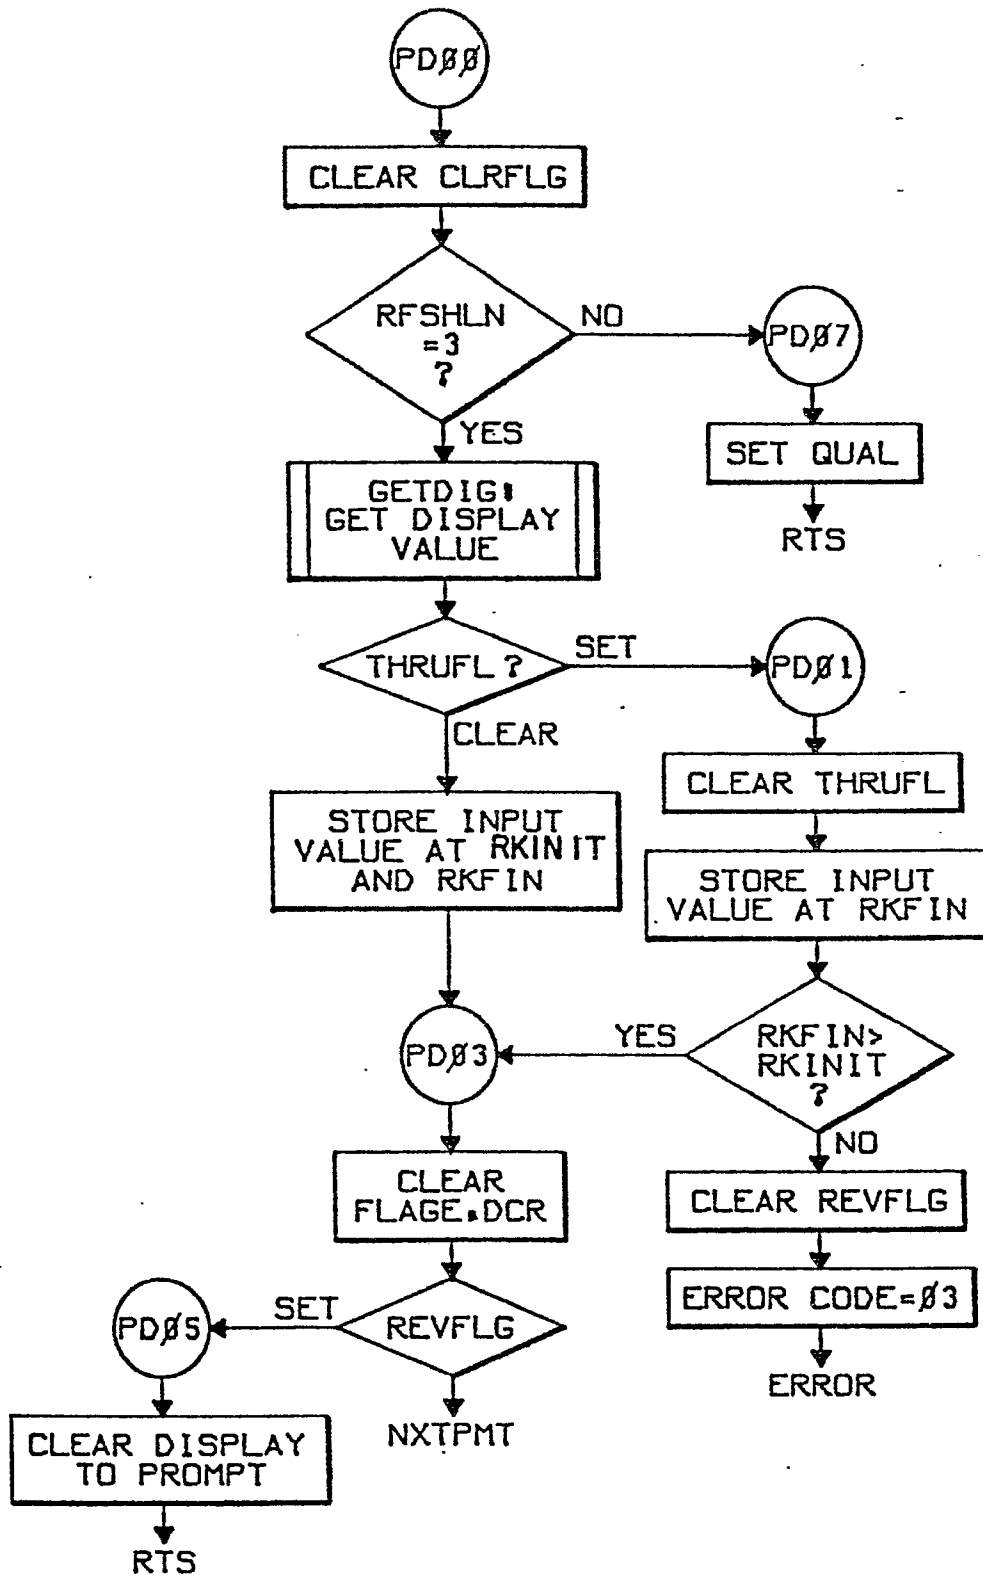 PDØØ
CLEAR CLRFLG
RFSHLN
=3
?
NO
PDØ7
YES
SET QUAL
RTS
GETDIG:
GET DISPLAY
VALUE
THRUFL?
SET
PDØ1
CLEAR
CLEAR THRUFL
STORE INPUT
VALUE AT RKINIT
AND RKFIN
STORE INPUT
VALUE AT RKFIN
RKFIN>
RKINIT
?
YES
PDØ3
NO
CLEAR
FLAGE,DCR
CLEAR REVFLG
ERROR CODE=Ø3
ERROR
REVFLG
SET
PDØ5
NXTPMT
CLEAR DISPLAY
TO PROMPT
RTS